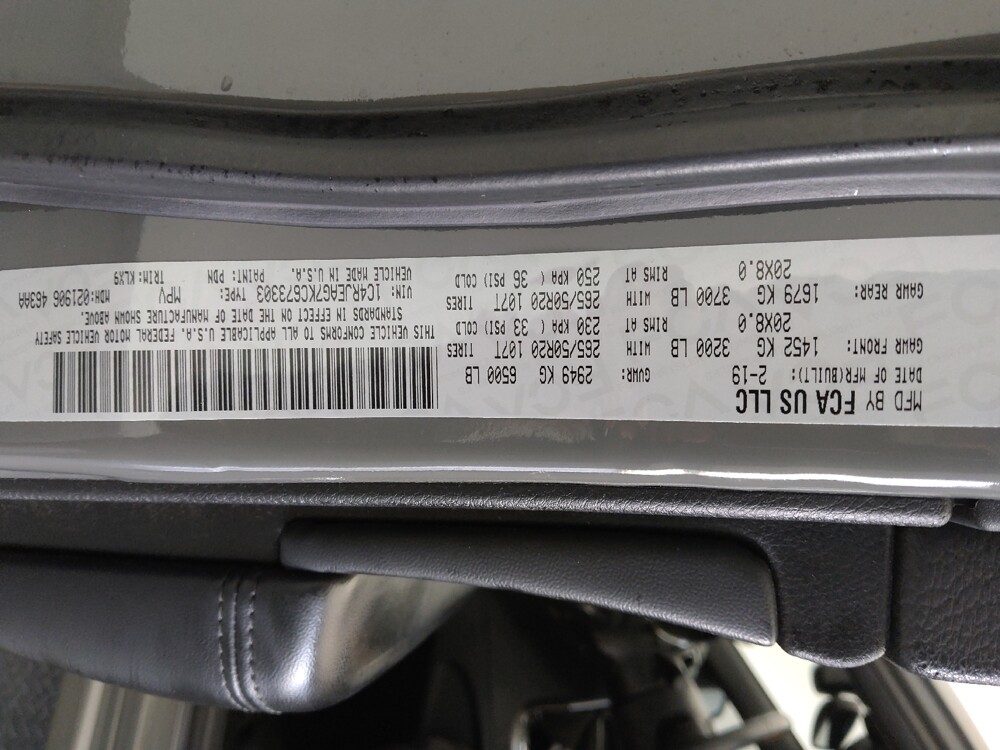 MFD BY FCA US LLC
DATE OF MFR(BUILT): 2-19 GVWR: 2949 KG 6500 LB
GAWR FRONT: 1452 KG 3200 LB WITH 265/50R20 107T TIRES
20X8.0 RIMS AT 230 KPA ( 33 PSI) COLD
GAWR REAR: 1679 KG 3700 LB WITH 265/50R20 107T TIRES
20X8.0 RIMS AT 250 KPA ( 36 PSI) COLD
THIS VEHICLE CONFORMS TO ALL APPLICABLE U.S.A. FEDERAL MOTOR VEHICLE SAFETY
STANDARDS IN EFFECT ON THE DATE OF MANUFACTURE SHOWN ABOVE.
VIN: 1C4RJEAG7KC673303 TYPE: MPV MDH:021906 463AA
VEHICLE MADE IN U.S.A. PAINT: PDN TRIM: KLX9